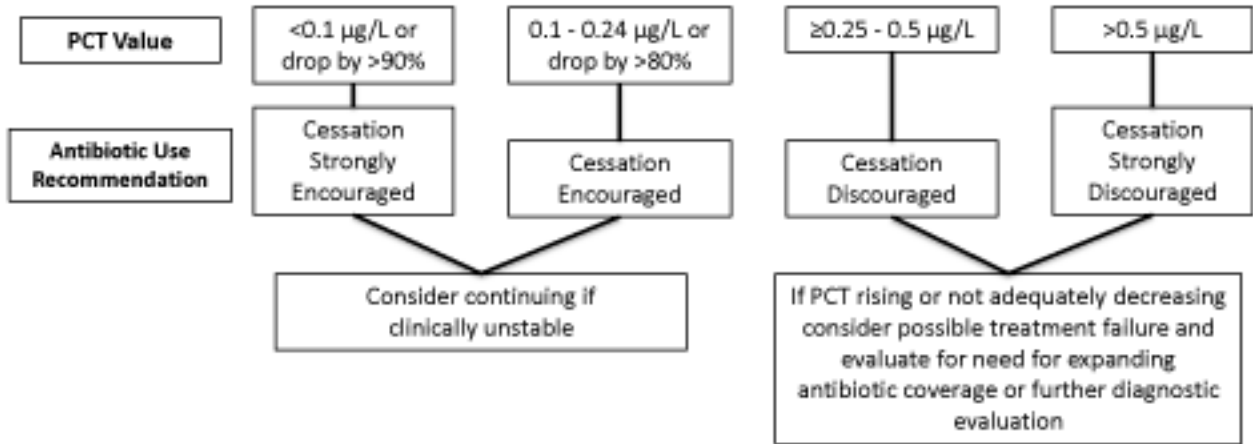 PCT Value
<0.1 µg/L or
drop by >90%
0.1 - 0.24 µg/L or
drop by >80%
≥0.25 - 0.5 µg/L
>0.5 µg/L
Antibiotic Use
Recommendation
Cessation
Strongly
Encouraged
Cessation
Encouraged
Cessation
Discouraged
Cessation
Strongly
Discouraged
Consider continuing if
clinically unstable
If PCT rising or not adequately decreasing
consider possible treatment failure and
evaluate for need for expanding
antibiotic coverage or further diagnostic
evaluation